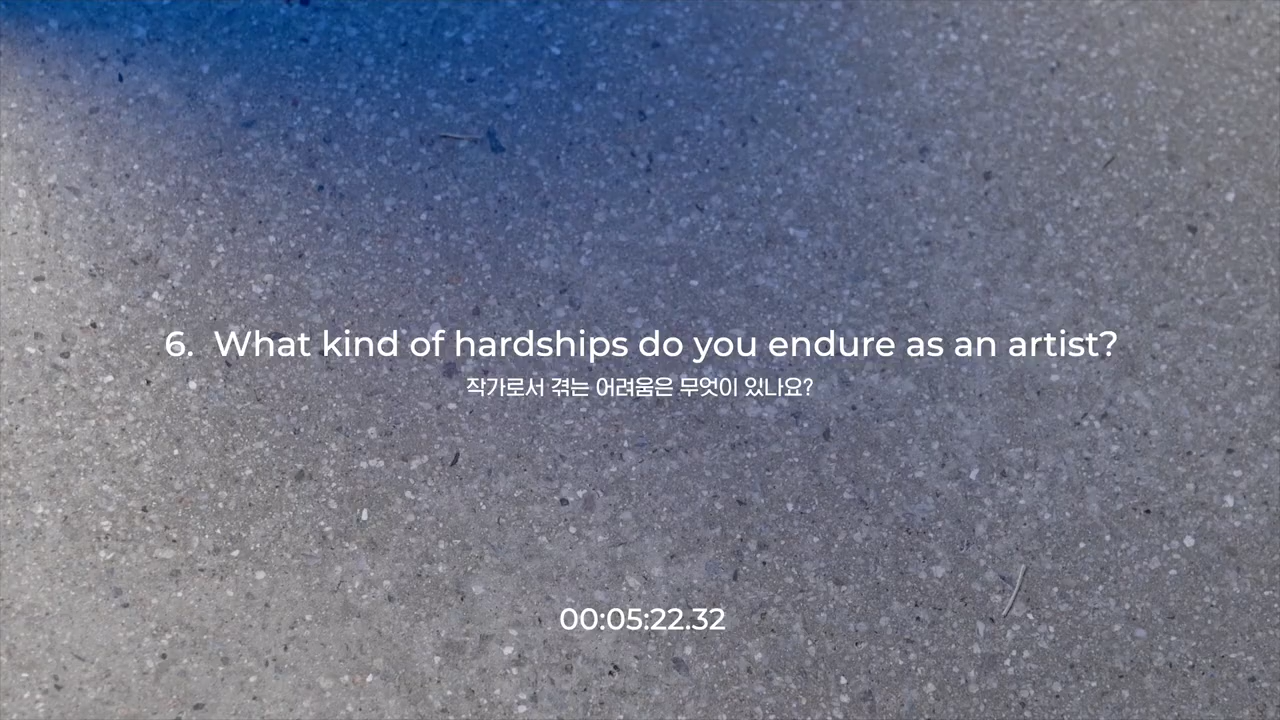 6. What kind of hardships do you endure as an artist?
작가로서 겪는 어려움은 무엇이 있나요?
00:05:22.32